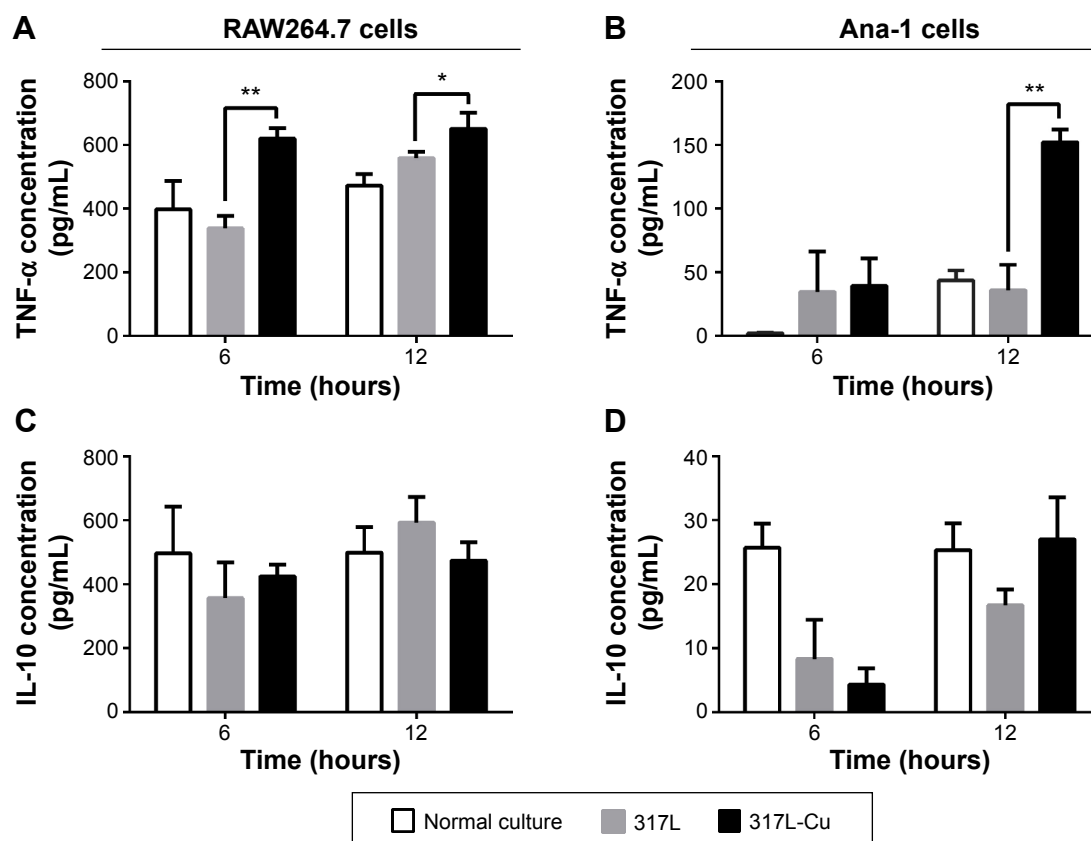 A
RAW264.7 cells
B
Ana-1 cells
TNF-α concentration
(pg/mL)
800
600
400
200
0
**
*
6
12
Time (hours)
TNF-α concentration
(pg/mL)
200
150
100
50
0
**
6
12
Time (hours)
C
IL-10 concentration
(pg/mL)
800
600
400
200
0
6
12
Time (hours)
D
IL-10 concentration
(pg/mL)
40
30
20
10
0
6
12
Time (hours)
Normal culture
317L
317L-Cu